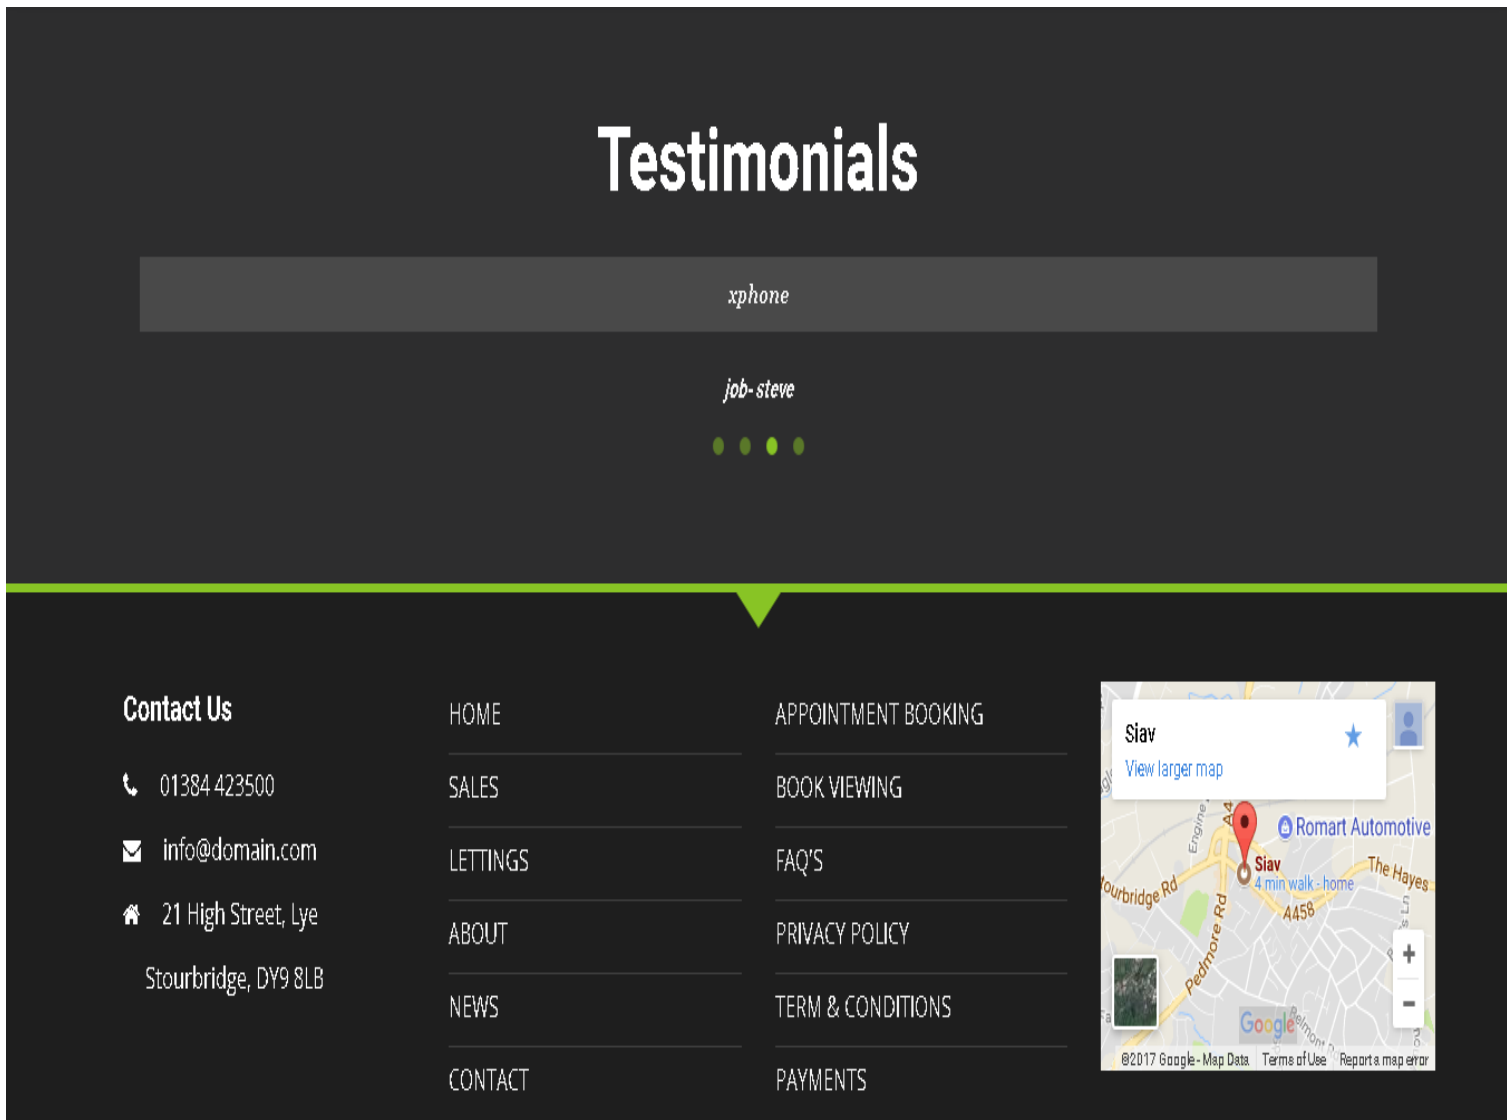 Testimonials
xphone
job- steve
Contact Us
01384 423500
info@domain.com
21 High Street, Lye
Stourbridge, DY9 8LB
HOME
SALES
LETTINGS
ABOUT
NEWS
CONTACT
APPOINTMENT BOOKING
BOOK VIEWING
FAQ'S
PRIVACY POLICY
TERM & CONDITIONS
PAYMENTS
Siav
View larger map
Engine
Romart Automotive
Siav
4 min walk - home
The Hayes
tourbridge Rd
A458
Pedmore Rd
s Ln
+
−
Google
Belmont
©2017 Google - Map Data
Terms of Use
Report a map error